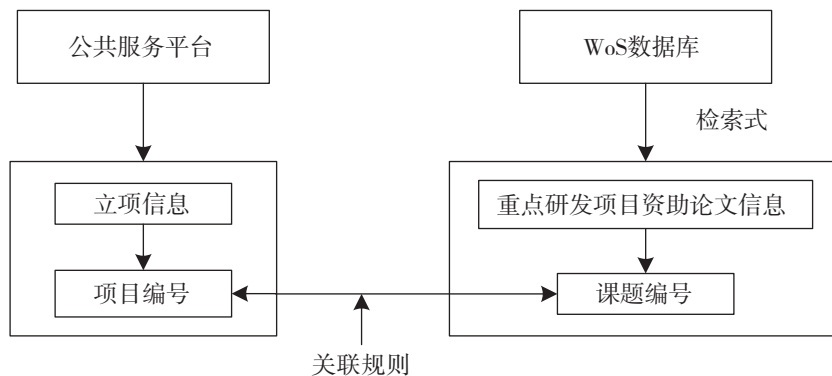 公共服务平台
WoS数据库
检索式
立项信息
重点研发项目资助论文信息
项目编号
课题编号
关联规则